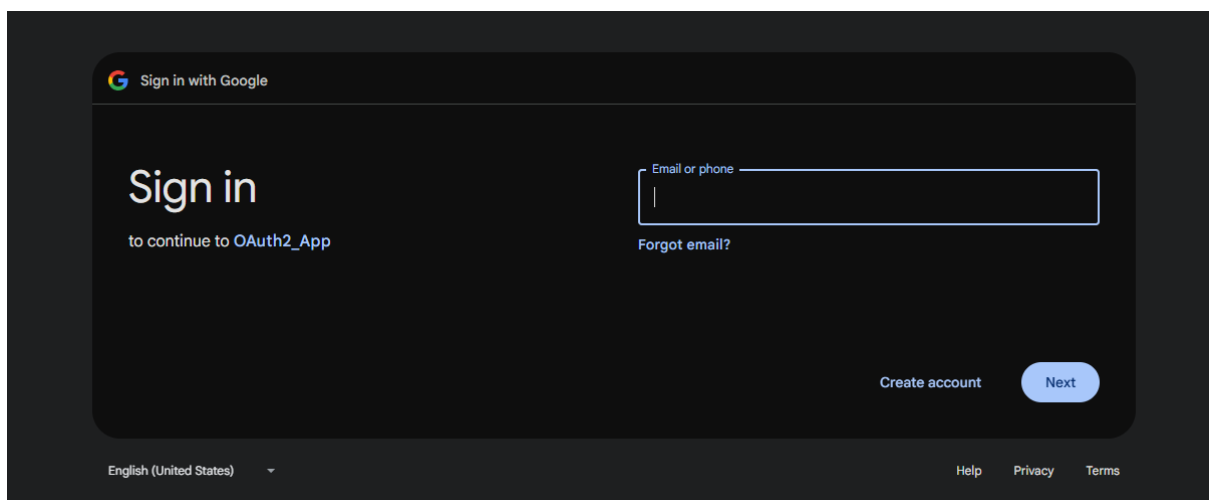 Sign in with Google
Sign in
to continue to OAuth2_App
Email or phone
Forgot email?
Create account
Next
English (United States)
Help
Privacy
Terms